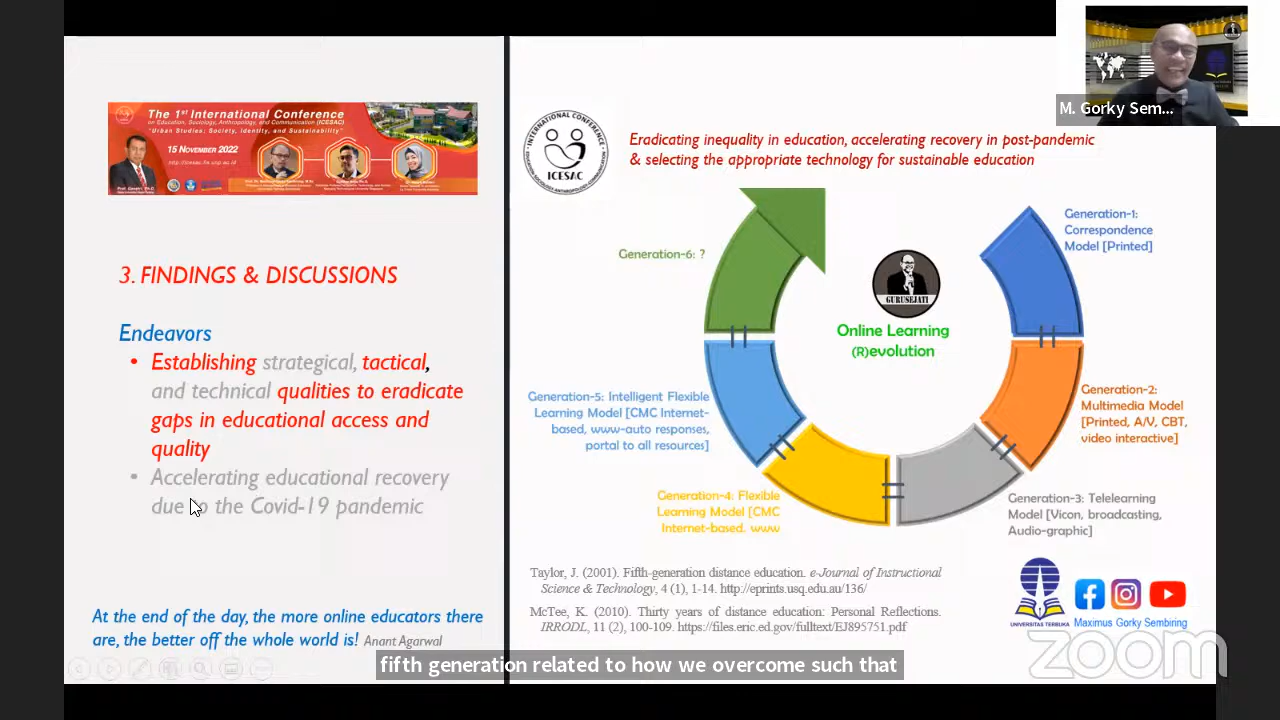 M. Gorky Sem...
The 1st International Conference
on Education, Sociology, Anthropology, and Communication (ICESAC)
"Urban Studies: Society, Identity, and Sustainability"
15 NOVEMBER 2022
3. FINDINGS & DISCUSSIONS
Endeavors
• Establishing strategical, tactical,
and technical qualities to eradicate
gaps in educational access and
quality
• Accelerating educational recovery
due to the Covid-19 pandemic
At the end of the day, the more online educators there
are, the better off the whole world is! Anant Agarwal
INTERNATIONAL CONFERENCE
ICESAC
Eradicating inequality in education, accelerating recovery in post-pandemic
& selecting the appropriate technology for sustainable education
Generation-1:
Correspondence
Model [Printed]
Generation-6: ?
GURUSEJATI
Online Learning
(R)evolution
Generation-2:
Multimedia Model
[Printed, A/V, CBT,
video interactive]
Generation-5: Intelligent Flexible
Learning Model [CMC Internet-
based, www-auto responses,
portal to all resources]
Generation-4: Flexible
Learning Model [CMC
Internet-based. www
Generation-3: Telelearning
Model [Vicon, broadcasting,
Audio-graphic]
Taylor, J. (2001). Fifth-generation distance education. e-Journal of Instructional
Science & Technology, 4 (1), 1-14. http://eprints.usq.edu.au/136/
McTee, K. (2010). Thirty years of distance education: Personal Reflections.
IRRODL, 11 (2), 100-109. https://files.eric.ed.gov/fulltext/EJ895751.pdf
UNIVERSITAS TERBUKA
Maximus Gorky Sembiring
zoom
fifth generation related to how we overcome such that